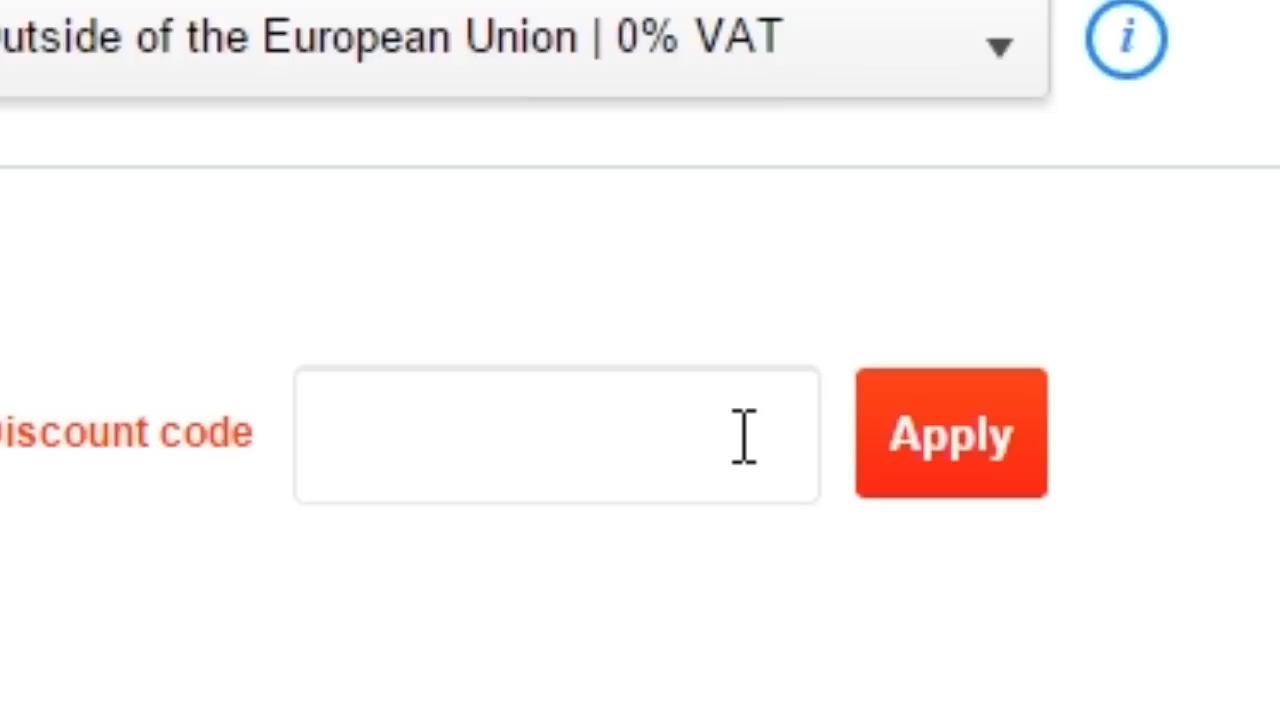 utside of the European Union | 0% VAT
i
iscount code
Apply